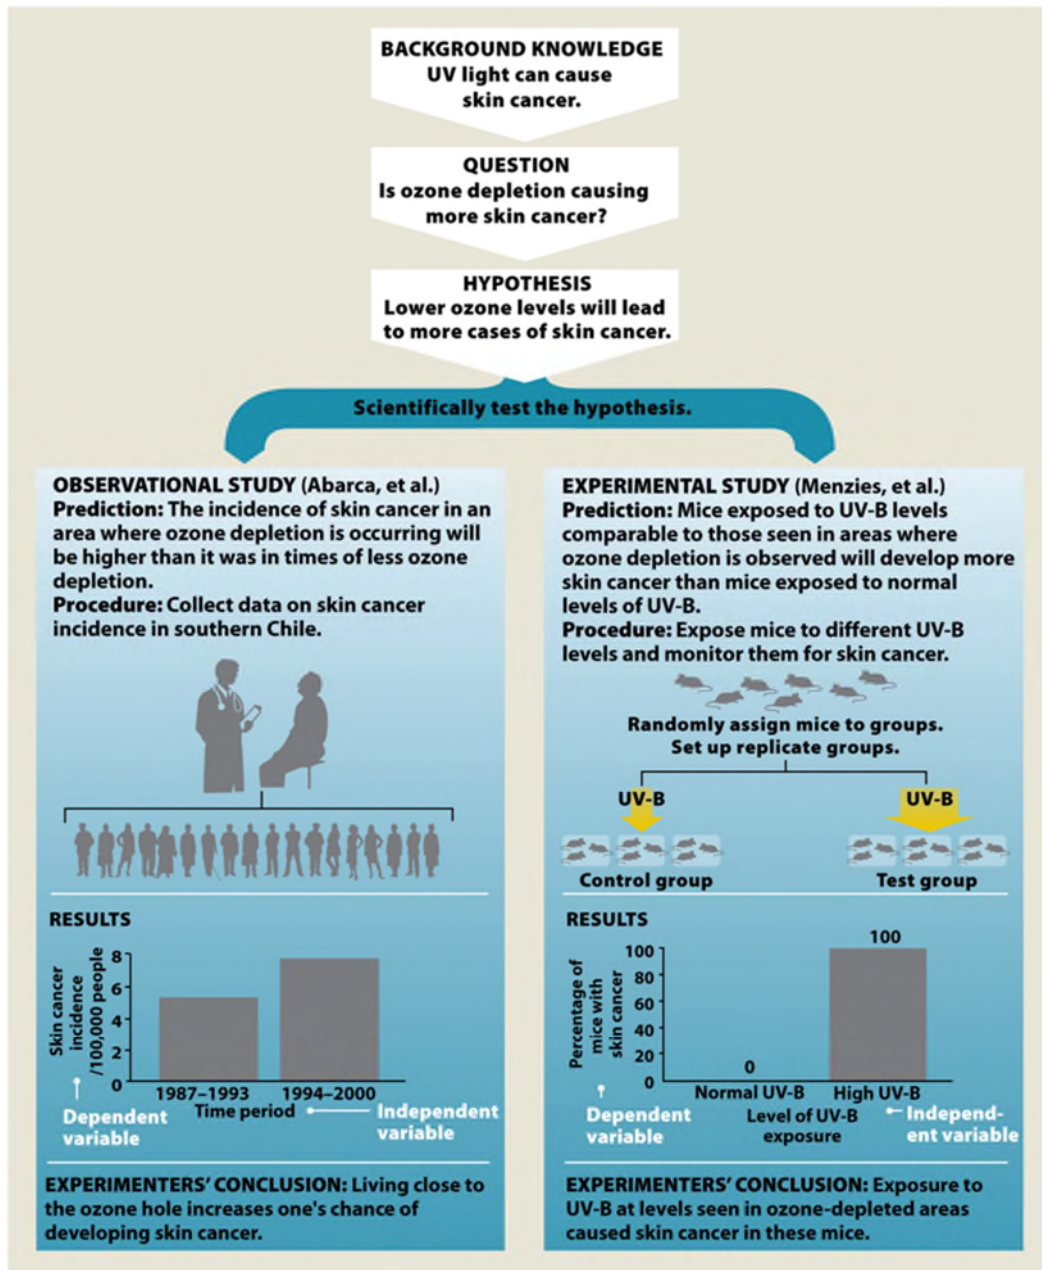 BACKGROUND KNOWLEDGE
UV light can cause
skin cancer.
QUESTION
Is ozone depletion causing
more skin cancer?
HYPOTHESIS
Lower ozone levels will lead
to more cases of skin cancer.
Scientifically test the hypothesis.
OBSERVATIONAL STUDY (Abarca, et al.)
Prediction: The incidence of skin cancer in an
area where ozone depletion is occurring will
be higher than it was in times of less ozone
depletion.
Procedure: Collect data on skin cancer
incidence in southern Chile.
RESULTS
Skin cancer
incidence
/100,000 people
8
6
4
2
0
1987–1993
1994–2000
Time period
Dependent
variable
Independent
variable
EXPERIMENTERS' CONCLUSION: Living close to
the ozone hole increases one's chance of
developing skin cancer.
EXPERIMENTAL STUDY (Menzies, et al.)
Prediction: Mice exposed to UV-B levels
comparable to those seen in areas where
ozone depletion is observed will develop more
skin cancer than mice exposed to normal
levels of UV-B.
Procedure: Expose mice to different UV-B
levels and monitor them for skin cancer.
Randomly assign mice to groups.
Set up replicate groups.
UV-B
UV-B
Control group
Test group
RESULTS
Percentage of
mice with
skin cancer
100
80
60
40
20
0
0
100
Normal UV-B
High UV-B
Level of UV-B
exposure
Dependent
variable
Independ-
ent variable
EXPERIMENTERS' CONCLUSION: Exposure to
UV-B at levels seen in ozone-depleted areas
caused skin cancer in these mice.